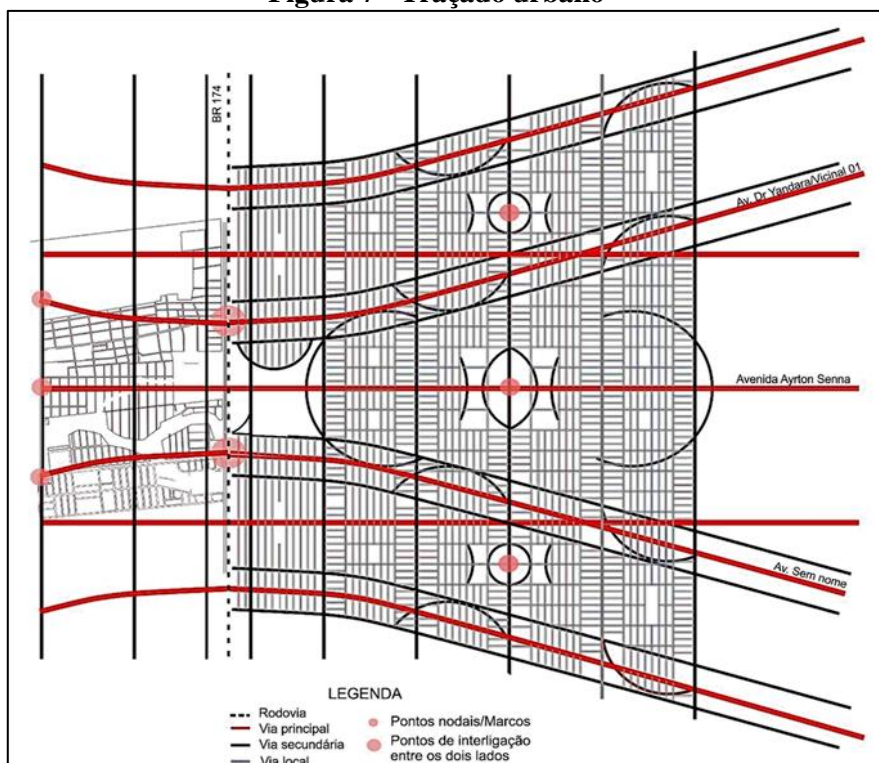 Figura 7 – Traçado urbano
BR 174
Av. Dr Yandara/Vicinal 01
Avenida Ayrton Senna
Av. Sem nome
LEGENDA
Rodovia
Via principal
Via secundária
Via local
Pontos nodais/Marcos
Pontos de interligação
entre os dois lados